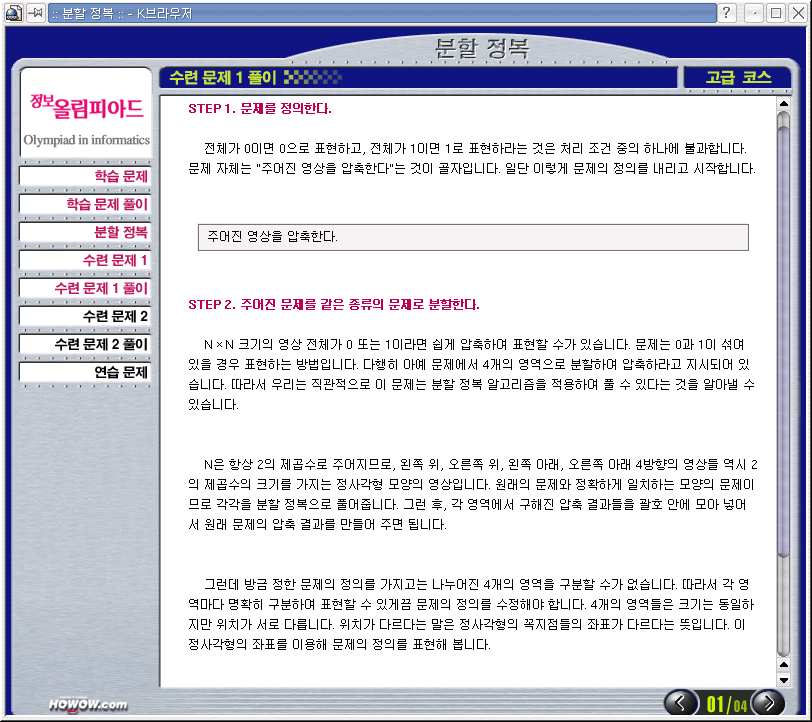 :: 분할 정복 :: - K브라우저
분할 정복
수련 문제 1 풀이
고급 코스
정보올림피아드
Olympiad in informatics
학습 문제
학습 문제 풀이
분할 정복
수련 문제 1
수련 문제 1 풀이
수련 문제 2
수련 문제 2 풀이
연습 문제
STEP 1. 문제를 정의한다.
전체가 0이면 0으로 표현하고, 전체가 1이면 1로 표현하라는 것은 처리 조건 중의 하나에 불과합니다.
문제 자체는 "주어진 영상을 압축한다"는 것이 골자입니다. 일단 이렇게 문제의 정의를 내리고 시작합니다.
주어진 영상을 압축한다.
STEP 2. 주어진 문제를 같은 종류의 문제로 분할한다.
N×N 크기의 영상 전체가 0 또는 1이라면 쉽게 압축하여 표현할 수가 있습니다. 문제는 0과 1이 섞여
있을 경우 표현하는 방법입니다. 다행히 아예 문제에서 4개의 영역으로 분할하여 압축하라고 지시되어 있
습니다. 따라서 우리는 직관적으로 이 문제는 분할 정복 알고리즘을 적용하여 풀 수 있다는 것을 알아낼 수
있습니다.
N은 항상 2의 제곱수로 주어지므로, 왼쪽 위, 오른쪽 위, 왼쪽 아래, 오른쪽 아래 4방향의 영상들 역시 2
의 제곱수의 크기를 가지는 정사각형 모양의 영상입니다. 원래의 문제와 정확하게 일치하는 모양의 문제이
므로 각각을 분할 정복으로 풀어줍니다. 그런 후, 각 영역에서 구해진 압축 결과들을 괄호 안에 모아 넣어
서 원래 문제의 압축 결과를 만들어 주면 됩니다.
그런데 방금 정한 문제의 정의를 가지고는 나누어진 4개의 영역을 구분할 수가 없습니다. 따라서 각 영
역마다 명확히 구분하여 표현할 수 있게끔 문제의 정의를 수정해야 합니다. 4개의 영역들은 크기는 동일하
지만 위치가 서로 다릅니다. 위치가 다르다는 말은 정사각형의 꼭지점들의 좌표가 다르다는 뜻입니다. 이
정사각형의 좌표를 이용해 문제의 정의를 표현해 봅니다.
HOWOW.com
01/04